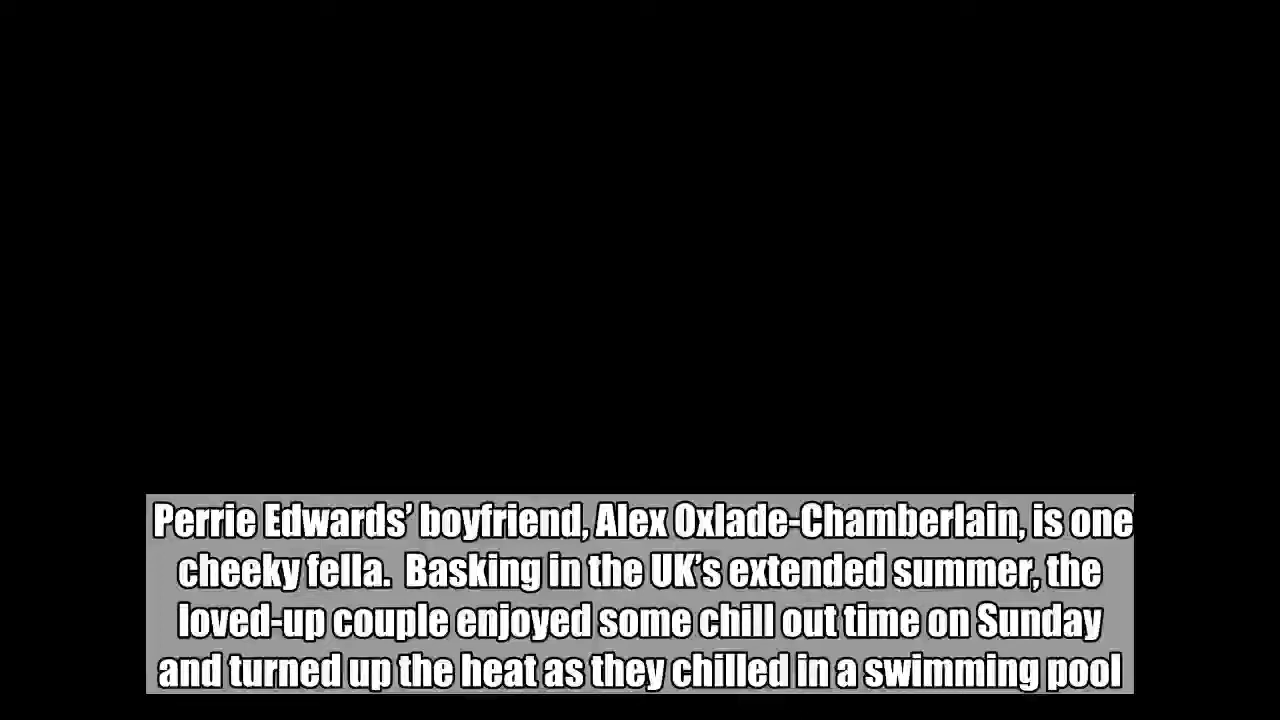 Perrie Edwards’ boyfriend, Alex Oxlade-Chamberlain, is one
cheeky fella.  Basking in the UK’s extended summer, the
loved-up couple enjoyed some chill out time on Sunday
and turned up the heat as they chilled in a swimming pool